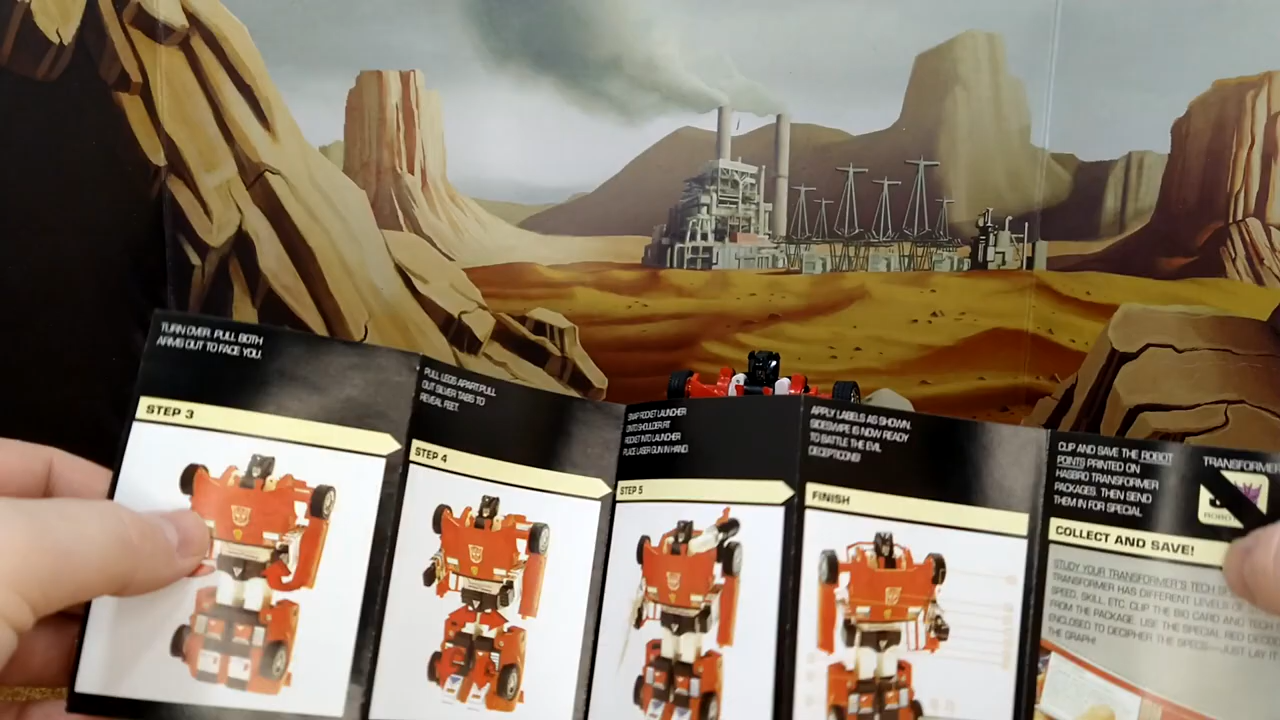 TURN OVER. PULL BOTH
ARMS OUT TO FACE YOU.
STEP 3
PULL LEGS APART. PULL
OUT SILVER TABS TO
REVEAL FEET.
STEP 4
SNAP ROCKET LAUNCHER
ONTO SHOULDER. FIT
ROCKET INTO LAUNCHER.
PLACE LASER GUN IN HAND.
STEP 5
APPLY LABELS AS SHOWN.
SIDESWIPE IS NOW READY
TO BATTLE THE EVIL
DECEPTICONS!
FINISH
CLIP AND SAVE THE ROBOT
POINTS PRINTED ON
HASBRO TRANSFORMER
PACKAGES. THEN SEND
THEM IN FOR SPECIAL
TRANSFORMER
COLLECT AND SAVE!
STUDY YOUR TRANSFORMER'S TECH
TRANSFORMER HAS DIFFERENT LEVELS OF
SPEED, SKILL, ETC. CLIP THE BIO CARD AND TECH
FROM THE PACKAGE. USE THE SPECIAL RED
ENCLOSED TO DECIPHER THE SPECS—JUST LAY IT
THE GRAPH!